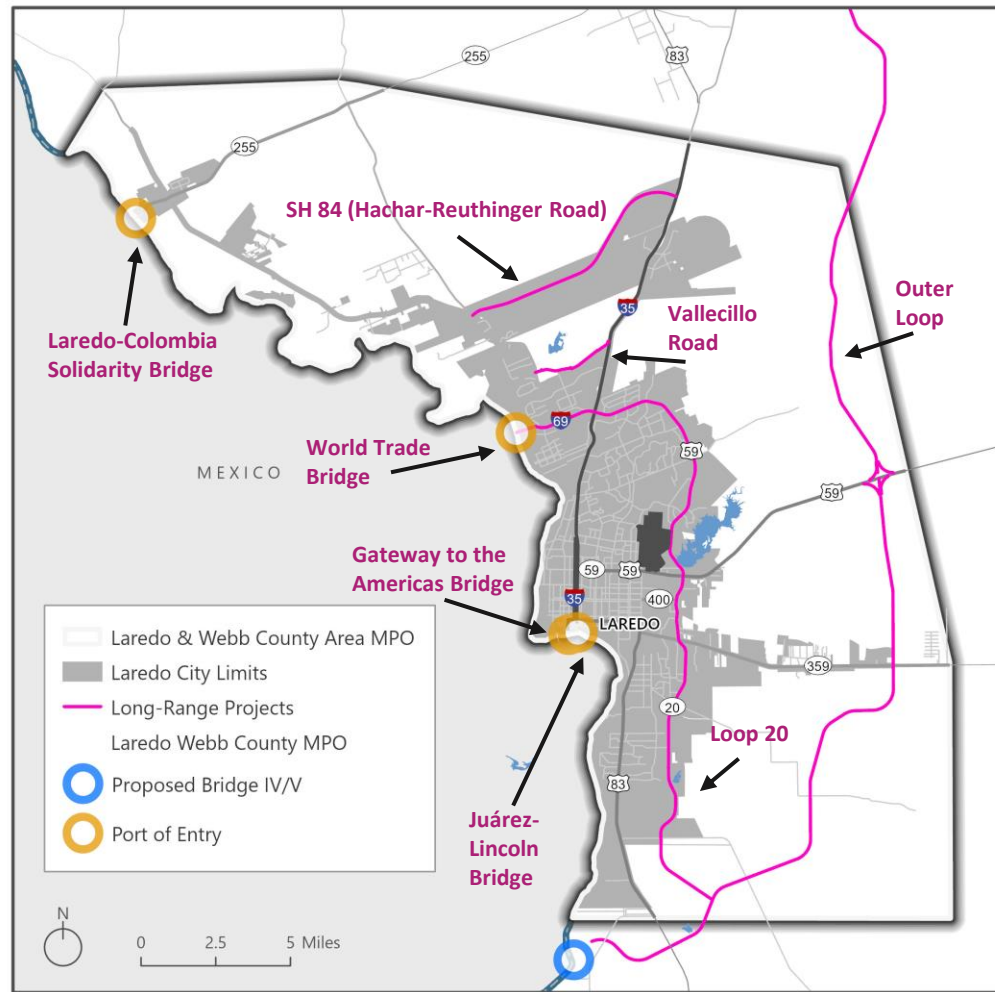 255
83
255
SH 84 (Hachar-Reuthinger Road)
35
Vallecillo
Road
Outer
Loop
Laredo-Colombia
Solidarity Bridge
69
World Trade
Bridge
59
MEXICO
59
Gateway to the
Americas Bridge
59
59
35
400
LAREDO
359
20
Loop 20
83
Juárez-
Lincoln
Bridge
Laredo & Webb County Area MPO
Laredo City Limits
Long-Range Projects
Laredo Webb County MPO
Proposed Bridge IV/V
Port of Entry
N
0 2.5 5 Miles